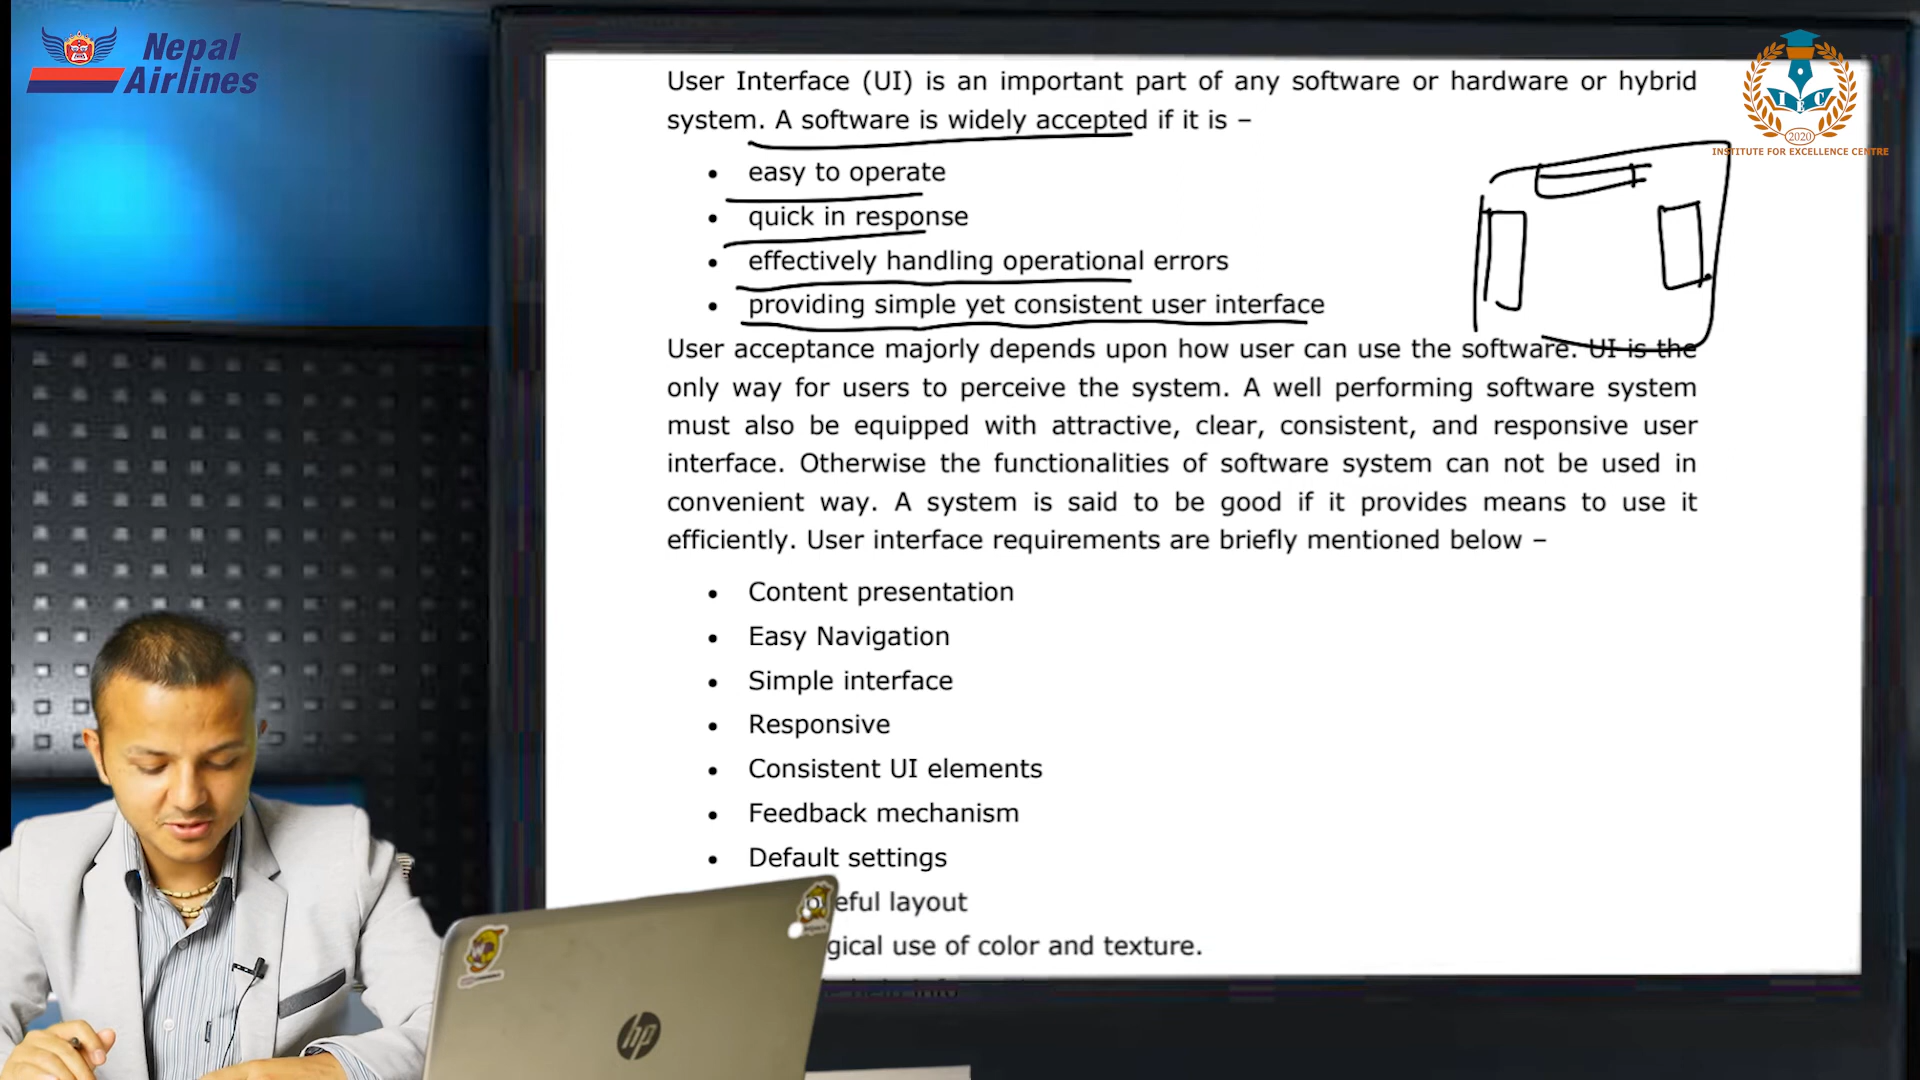 Nepal
Airlines
IEC
2020
INSTITUTE FOR EXCELLENCE CENTRE
User Interface (UI) is an important part of any software or hardware or hybrid
system. A software is widely accepted if it is –
• easy to operate
• quick in response
• effectively handling operational errors
• providing simple yet consistent user interface
User acceptance majorly depends upon how user can use the software. UI is the
only way for users to perceive the system. A well performing software system
must also be equipped with attractive, clear, consistent, and responsive user
interface. Otherwise the functionalities of software system can not be used in
convenient way. A system is said to be good if it provides means to use it
efficiently. User interface requirements are briefly mentioned below –
• Content presentation
• Easy Navigation
• Simple interface
• Responsive
• Consistent UI elements
• Feedback mechanism
• Default settings
layout
use of color and texture.
hp